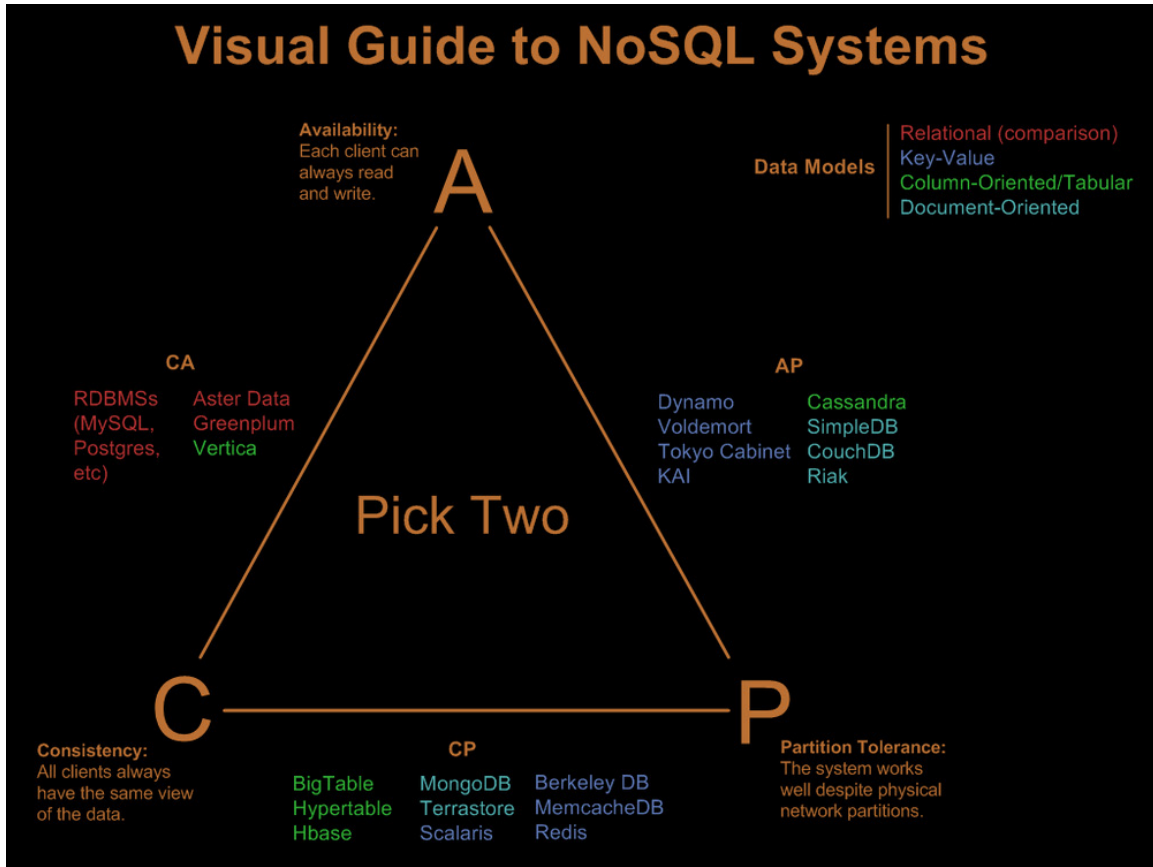 Visual Guide to NoSQL Systems
Availability:
Each client can
always read
and write.
A
Data Models
Relational (comparison)
Key-Value
Column-Oriented/Tabular
Document-Oriented
CA
RDBMSs
(MySQL,
Postgres,
etc)
Aster Data
Greenplum
Vertica
AP
Dynamo
Voldemort
Tokyo Cabinet
KAI
Cassandra
SimpleDB
CouchDB
Riak
Pick Two
C
P
Consistency:
All clients always
have the same view
of the data.
CP
BigTable
Hypertable
Hbase
MongoDB
Terrastore
Scalaris
Berkeley DB
MemcacheDB
Redis
Partition Tolerance:
The system works
well despite physical
network partitions.